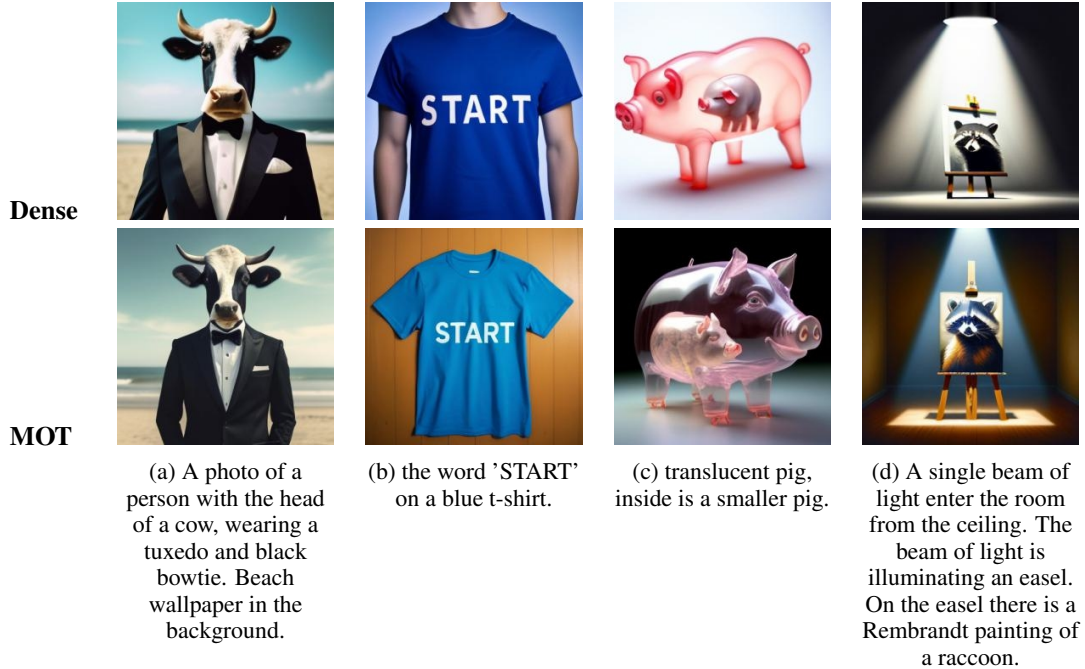 START
Dense
START
MOT
(a) A photo of a
person with the head
of a cow, wearing a
tuxedo and black
bowtie. Beach
wallpaper in the
background.
(b) the word ’START’
on a blue t-shirt.
(c) translucent pig,
inside is a smaller pig.
(d) A single beam of
light enter the room
from the ceiling. The
beam of light is
illuminating an easel.
On the easel there is a
Rembrandt painting of
a raccoon.